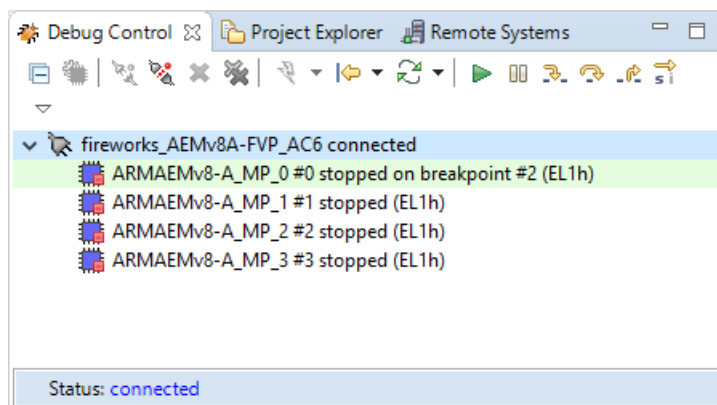 Debug Control Project Explorer Remote Systems
si
fireworks_AEMv8A-FVP_AC6 connected
ARMAEMv8-A_MP_0 #0 stopped on breakpoint #2 (EL1h)
ARMAEMv8-A_MP_1 #1 stopped (EL1h)
ARMAEMv8-A_MP_2 #2 stopped (EL1h)
ARMAEMv8-A_MP_3 #3 stopped (EL1h)
Status: connected